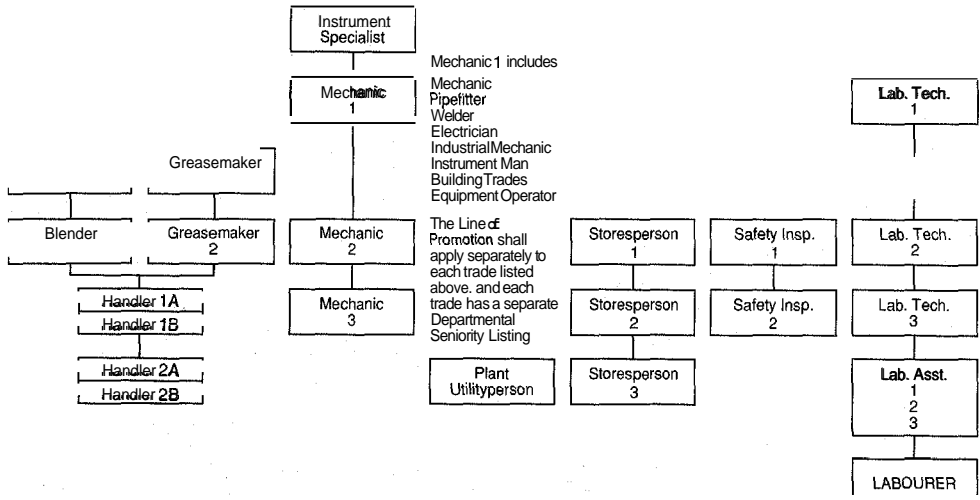 Instrument
Specialist
Mechanic
1
Mechanic 1 includes
Mechanic
Pipefitter
Welder
Electrician
Industrial Mechanic
Instrument Man
Building Trades
Equipment Operator
Lab. Tech.
1
Greasemaker
Blender
Greasemaker
2
Mechanic
2
The Line of
Promotion shall
apply separately to
each trade listed
above. and each
trade has a separate
Departmental
Seniority Listing
Storesperson
1
Safety Insp.
1
Lab. Tech.
2
Handler 1A
Handler 1B
Mechanic
3
Storesperson
2
Safety Insp.
2
Lab. Tech.
3
Handler 2A
Handler 2B
Plant
Utilityperson
Storesperson
3
Lab. Asst.
1
2
3
LABOURER